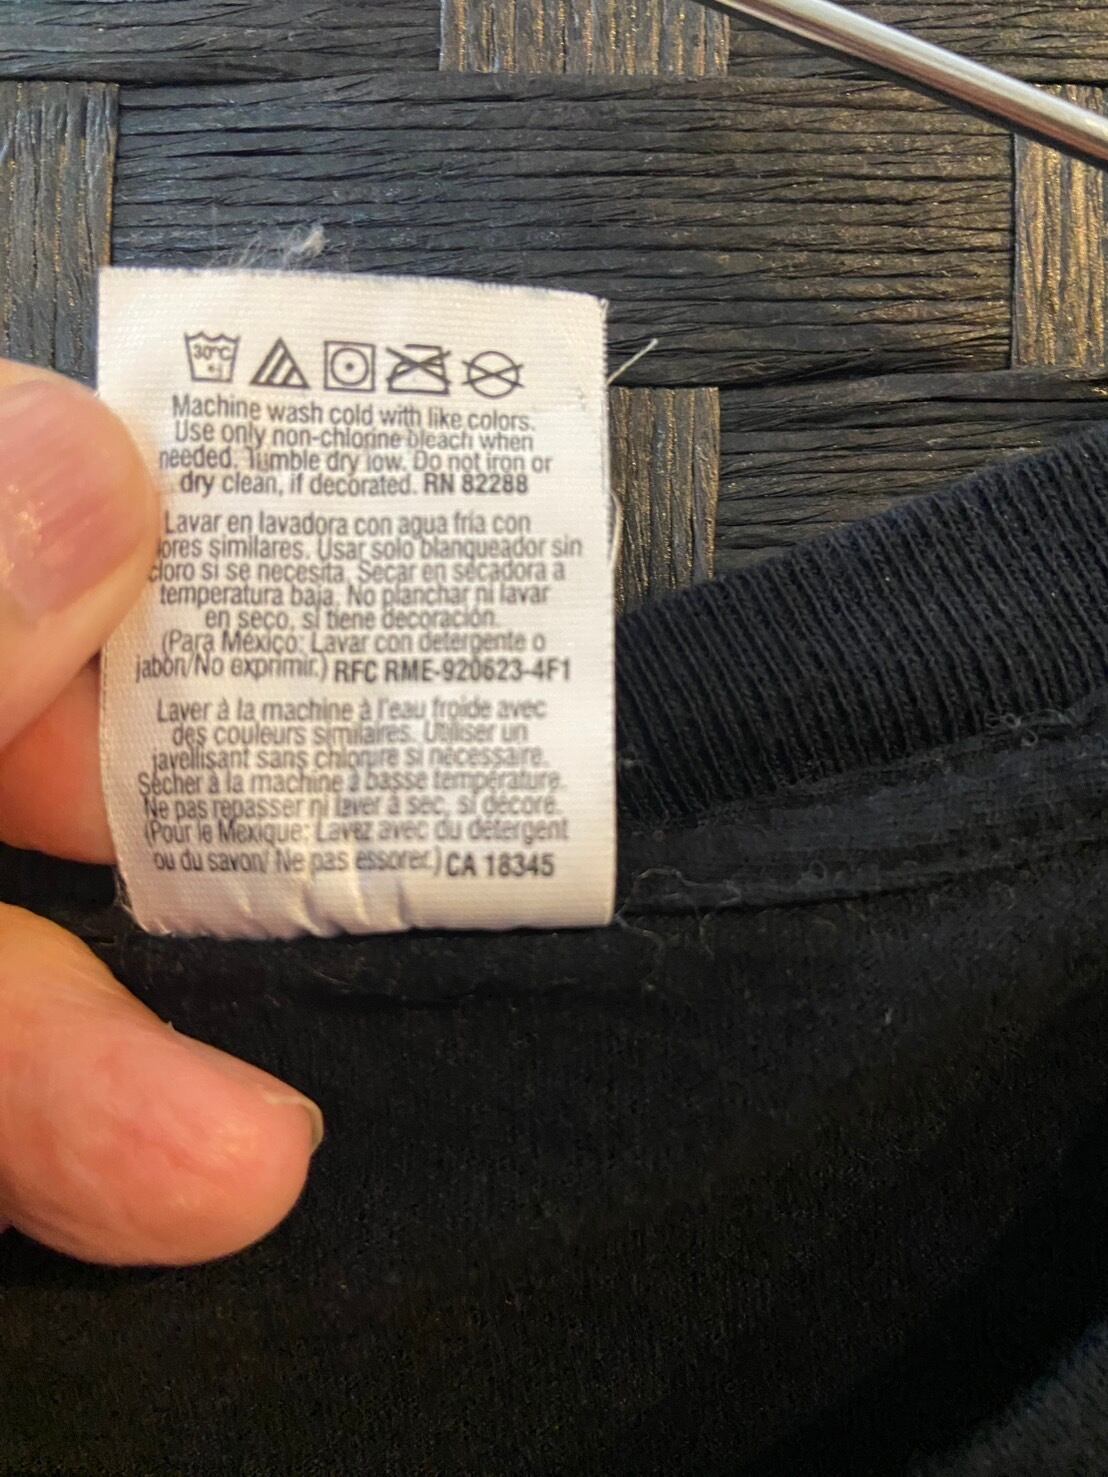 30°C
Machine wash cold with like colors.
Use only non-chlorine bleach when
needed. Tumble dry low. Do not iron or
dry clean, if decorated. RN 82288
Lavar en lavadora con agua fría con
ores similares. Usar solo blanqueador sin
cloro si se necesita. Secar en secadora a
temperatura baja. No planchar ni lavar
en seco, si tiene decoración.
(Para México: Lavar con detergente o
jabón/No exprimir.) RFC RME-920623-4F1
Laver à la machine à l'eau froide avec
des couleurs similaires. Utiliser un
javellisant sans chlore si nécessaire.
Sécher à la machine à basse température.
Ne pas repasser ni laver à sec, si décoré.
(Pour le Mexique: Lavez avec du détergent
ou du savon/ Ne pas essorer.) CA 18345